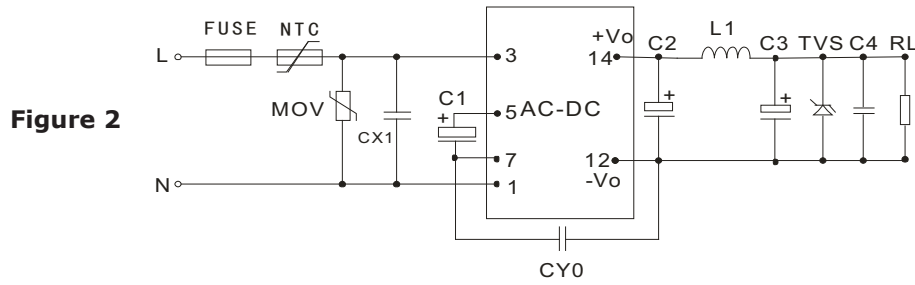 Figure 2
L
FUSE
NTC
MOV
CX1
N
C1
+
3
5
7
1
AC-DC
+Vo
14
12
-Vo
CY0
C2
+
L1
C3
+
TVS
C4
RL